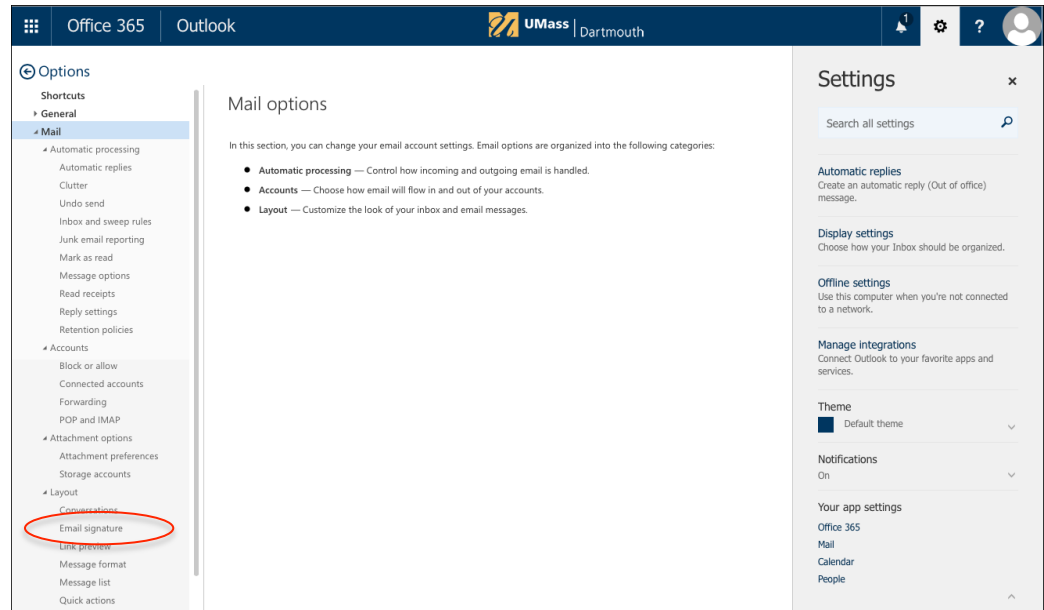 Office 365
Outlook
UMass | Dartmouth
1
?
Options
Shortcuts
General
Mail
Automatic processing
Automatic replies
Clutter
Undo send
Inbox and sweep rules
Junk email reporting
Mark as read
Message options
Read receipts
Reply settings
Retention policies
Accounts
Block or allow
Connected accounts
Forwarding
POP and IMAP
Attachment options
Attachment preferences
Storage accounts
Layout
Conversations
Email signature
Link preview
Message format
Message list
Quick actions
Mail options
In this section, you can change your email account settings. Email options are organized into the following categories:
● Automatic processing — Control how incoming and outgoing email is handled.
● Accounts — Choose how email will flow in and out of your accounts.
● Layout — Customize the look of your inbox and email messages.
Settings
×
Search all settings
Automatic replies
Create an automatic reply (Out of office)
message.
Display settings
Choose how your Inbox should be organized.
Offline settings
Use this computer when you're not connected
to a network.
Manage integrations
Connect Outlook to your favorite apps and
services.
Theme
Default theme
Notifications
On
Your app settings
Office 365
Mail
Calendar
People